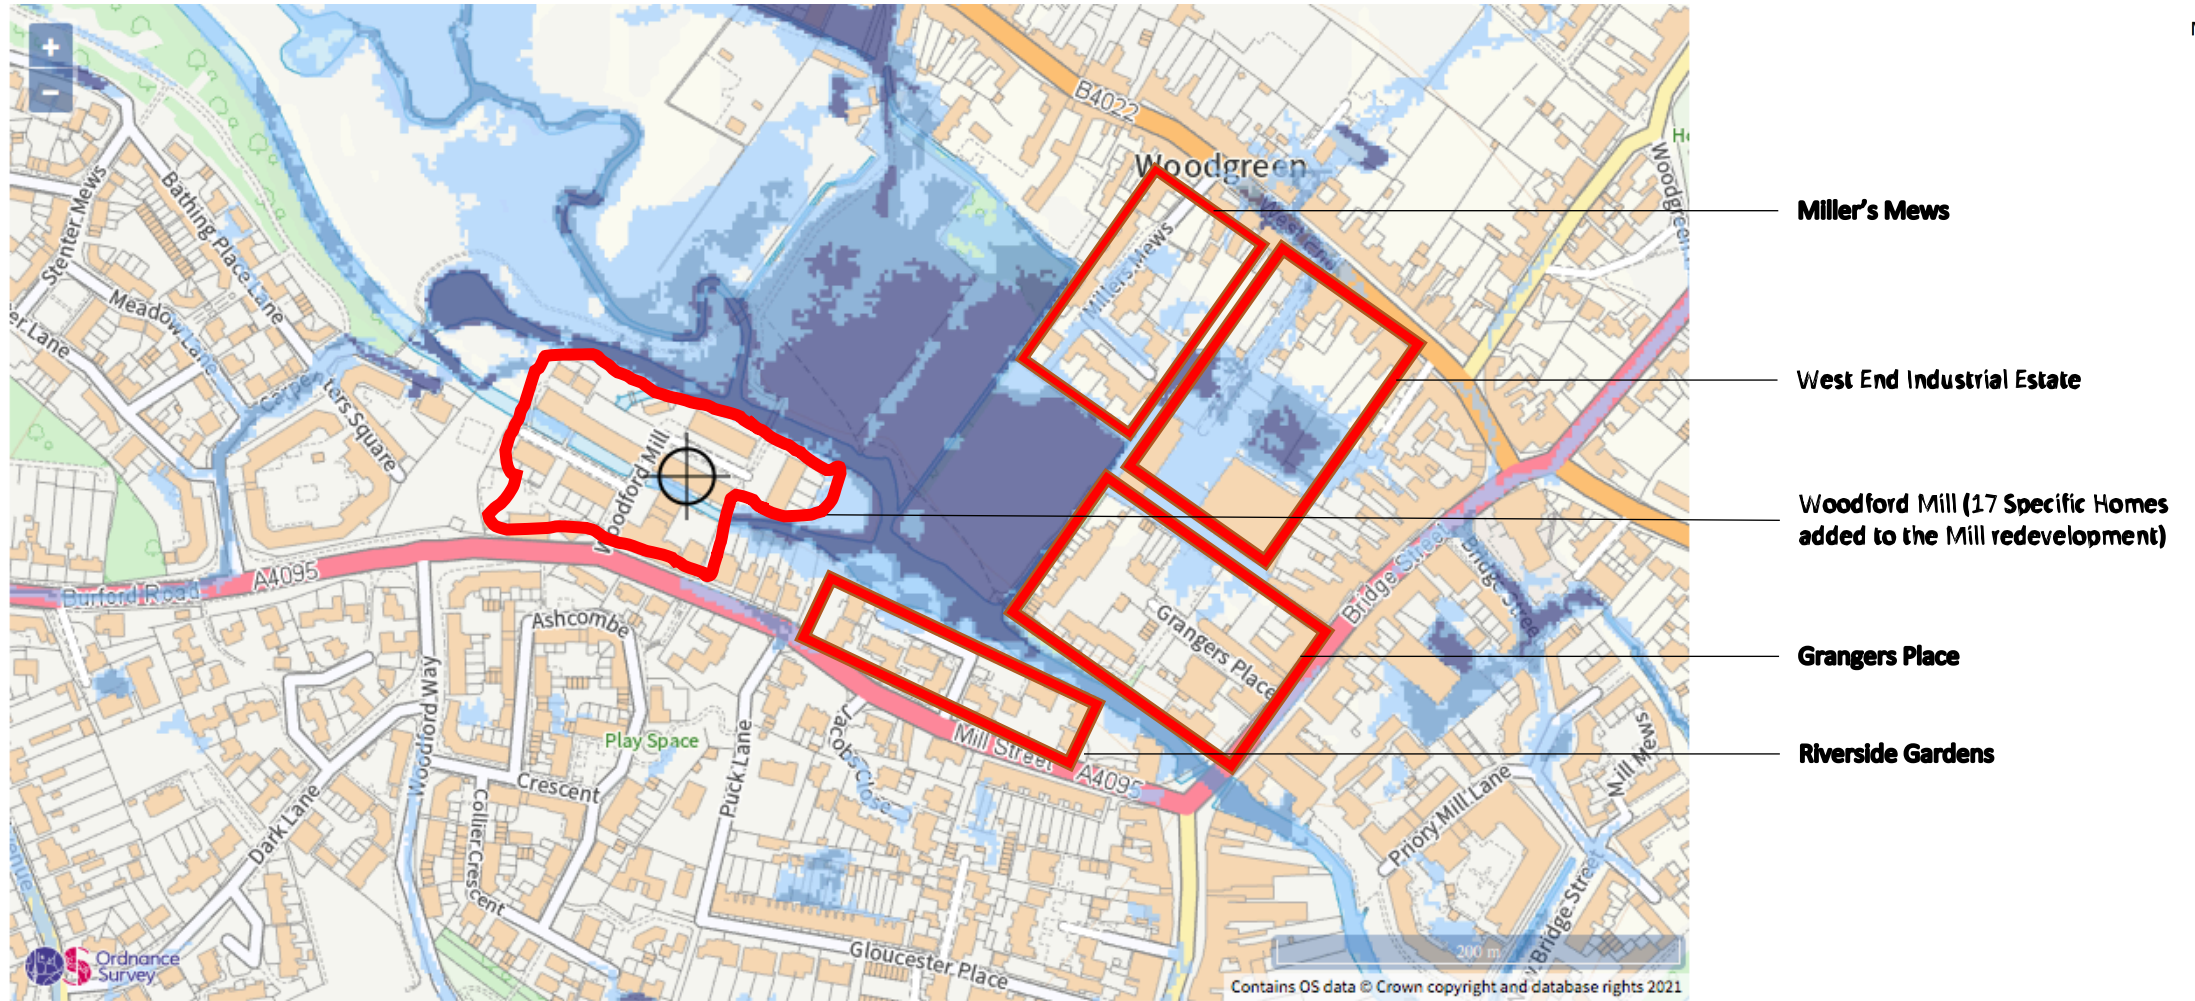 +
−
B4022
Woodgreen
Woodgreen
Stenter Mews
Bathing Place Lane
West End
Millers Mews
Miller's Mews
Meadow Lane
er Lane
Carpenters Square
West End Industrial Estate
Woodford Mill
Woodford Mill (17 Specific Homes
added to the Mill redevelopment)
Bridge Street
Bridge Stree
A4095
Burford Road
Ashcombe
Crescent
Grangers Place
Grangers Place
Woodford Way
Play Space
Puck Lane
Jacobs Close
Mill Street
A4095
Riverside Gardens
Mill Mews
Dark Lane
Collier Crescent
Priory Mill Lane
Bridge Street
Gloucester Place
enue
Ordnance
Survey
200 m
Contains OS data © Crown copyright and database rights 2021